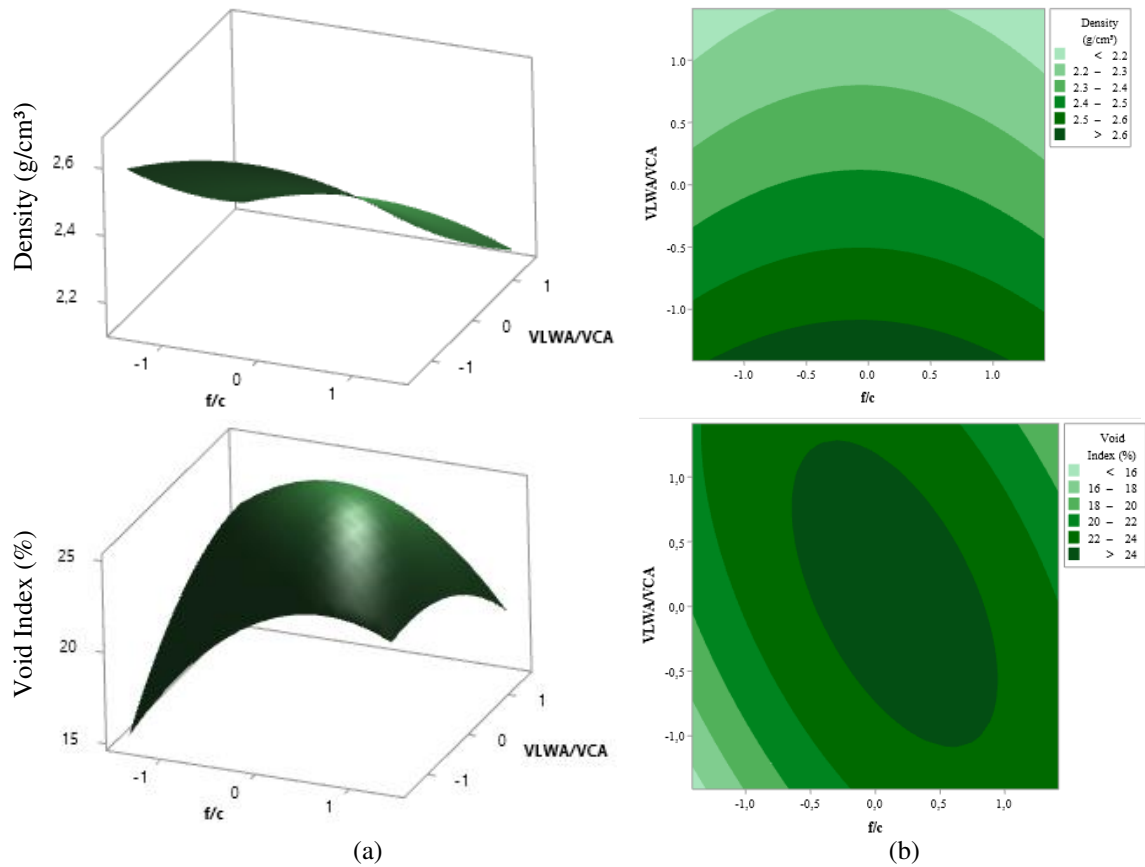 Density (g/cm³)
2,6
2,4
2,2
-1
0
1
f/c
-1
0
1
VLWA/VCA
VLWA/VCA
1.0
0.5
0.0
-0.5
-1.0
-1.0 -0.5 0.0 0.5 1.0
f/c
Density
(g/cm³)
< 2.2
2.2 – 2.3
2.3 – 2.4
2.4 – 2.5
2.5 – 2.6
> 2.6
Void Index (%)
25
20
15
-1
0
1
f/c
-1
0
1
VLWA/VCA
VLWA/VCA
1,0
0,5
0,0
-0,5
-1,0
-1,0 -0,5 0,0 0,5 1,0
f/c
Void
Index (%)
< 16
16 – 18
18 – 20
20 – 22
22 – 24
> 24
(a) (b)